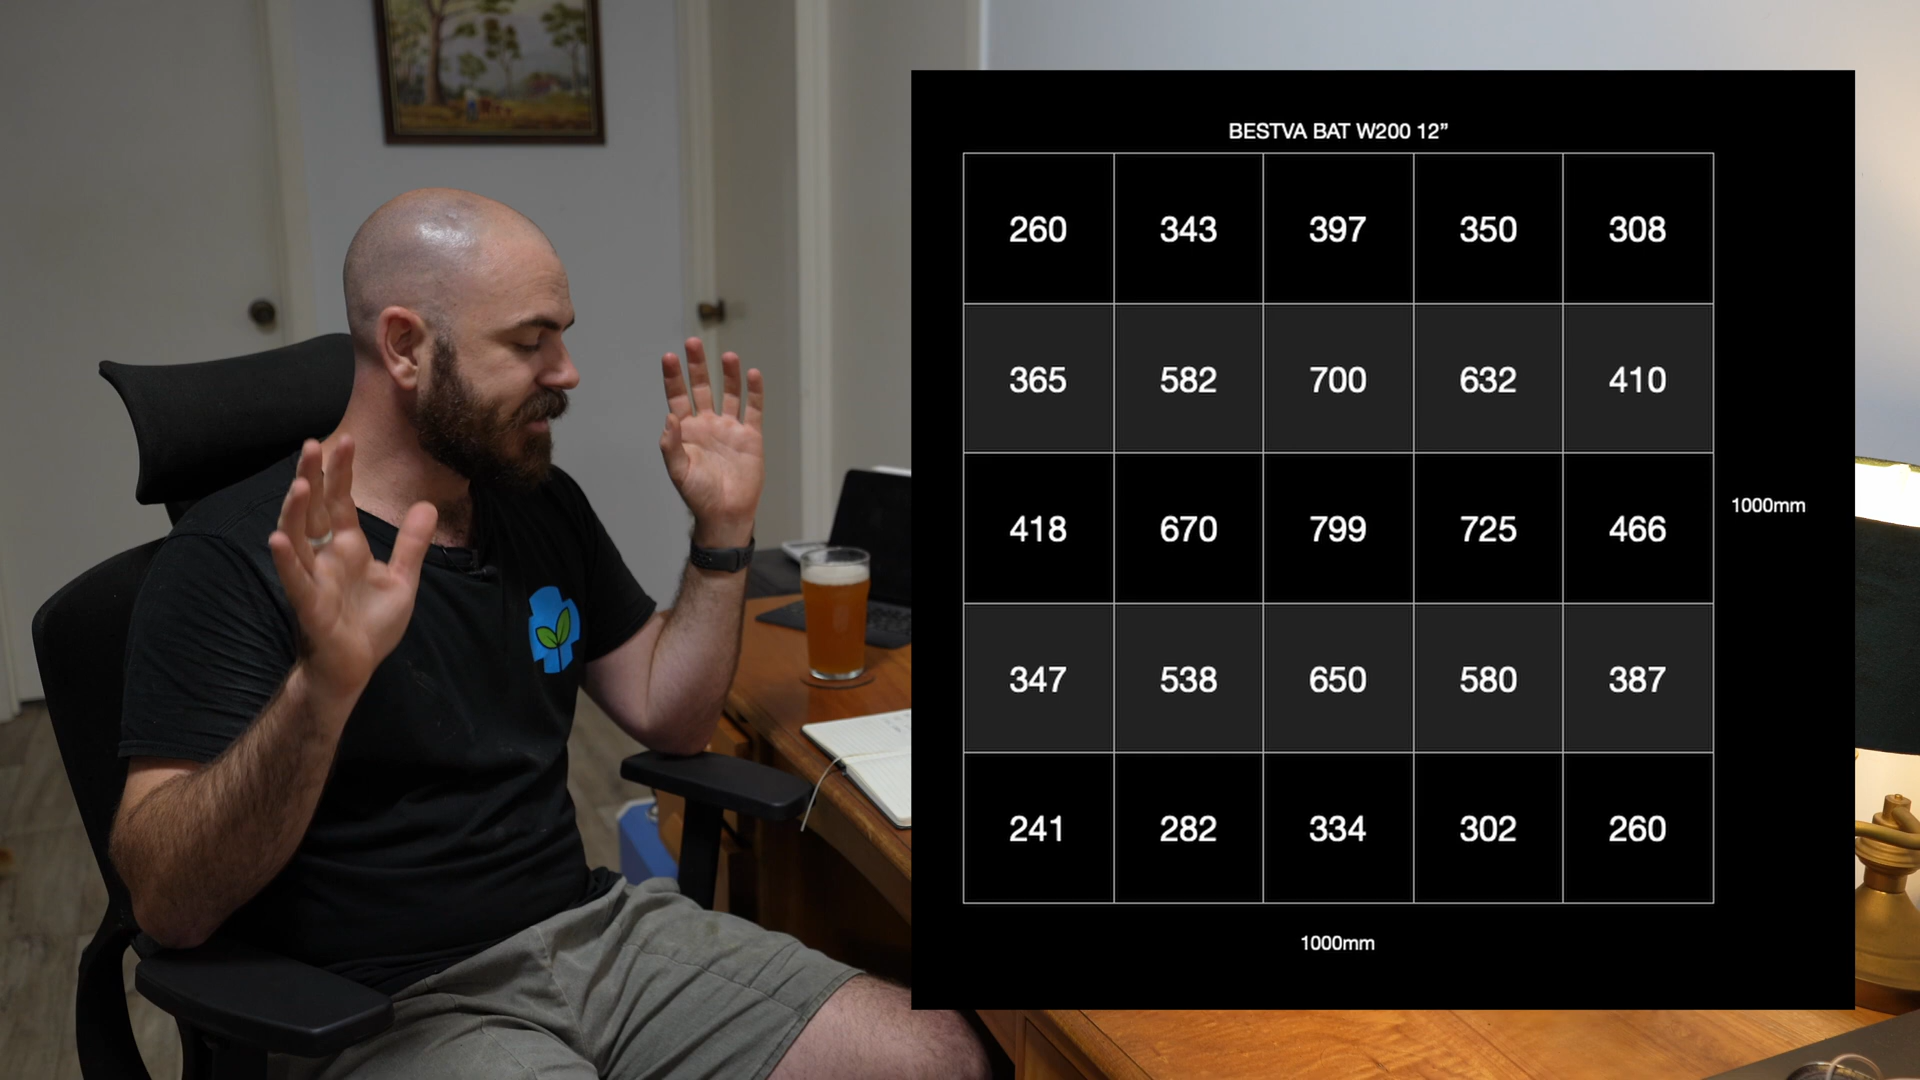 BESTVA BAT W200 12”
260 343 397 350 308
365 582 700 632 410
418 670 799 725 466
1000mm
347 538 650 580 387
241 282 334 302 260
1000mm